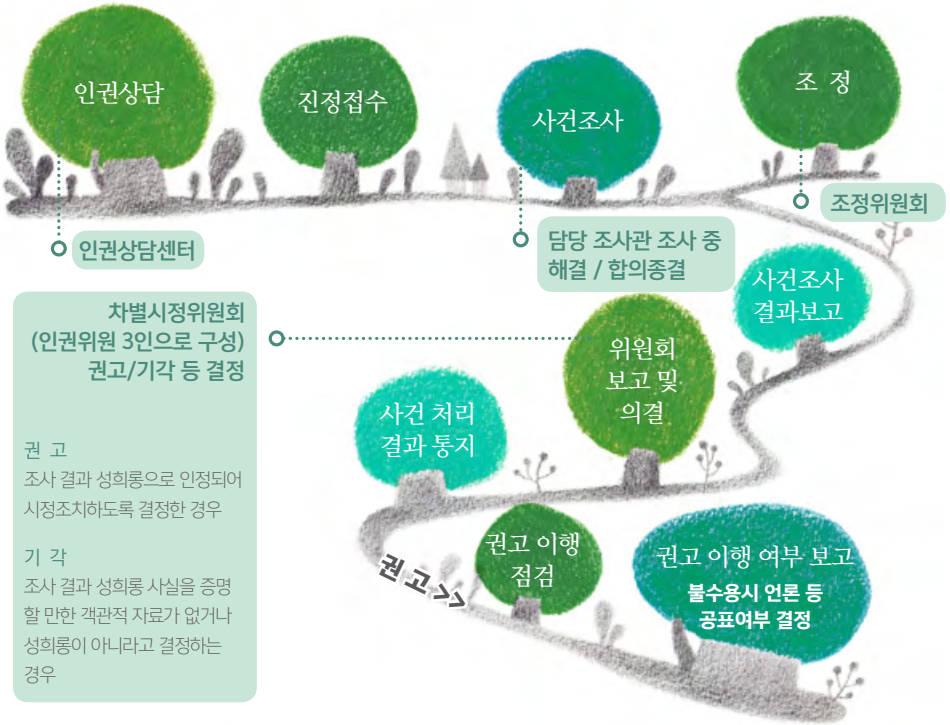 인권상담
인권상담센터
진정접수
사건조사
담당 조사관 조사 중
해결 / 합의종결
조 정
조정위원회
사건조사
결과보고
위원회
보고 및
의결
차별시정위원회
(인권위원 3인으로 구성)
권고/기각 등 결정
권 고
조사 결과 성희롱으로 인정되어
시정조치하도록 결정한 경우
기 각
조사 결과 성희롱 사실을 증명
할 만한 객관적 자료가 없거나
성희롱이 아니라고 결정하는
경우
사건 처리
결과 통지
권고 >>
권고 이행
점검
권고 이행 여부 보고
불수용시 언론 등
공표여부 결정